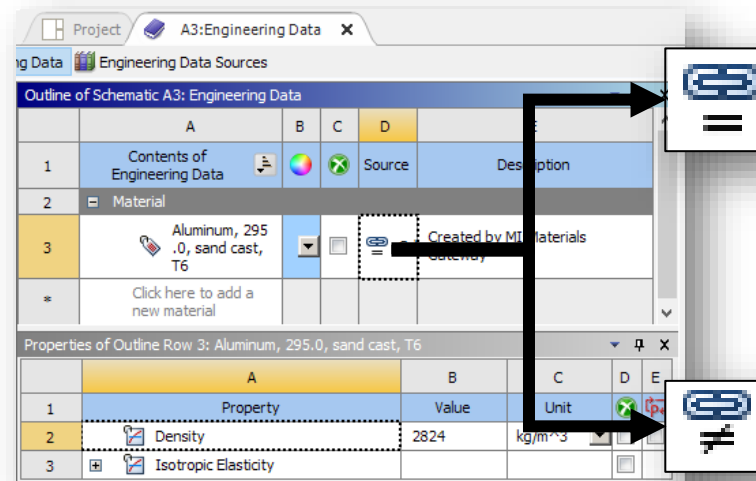 Project A3:Engineering Data X
ng Data Engineering Data Sources
Outline of Schematic A3: Engineering Data
A B C D
1 Contents of Engineering Data Source Description
2 Material
3 Aluminum, 295.0, sand cast, T6 Created by MI Materials Gateway
* Click here to add a new material
Properties of Outline Row 3: Aluminum, 295.0, sand cast, T6
A B C D E
1 Property Value Unit
2 Density 2824 kg/m^3
3 Isotropic Elasticity
=
≠